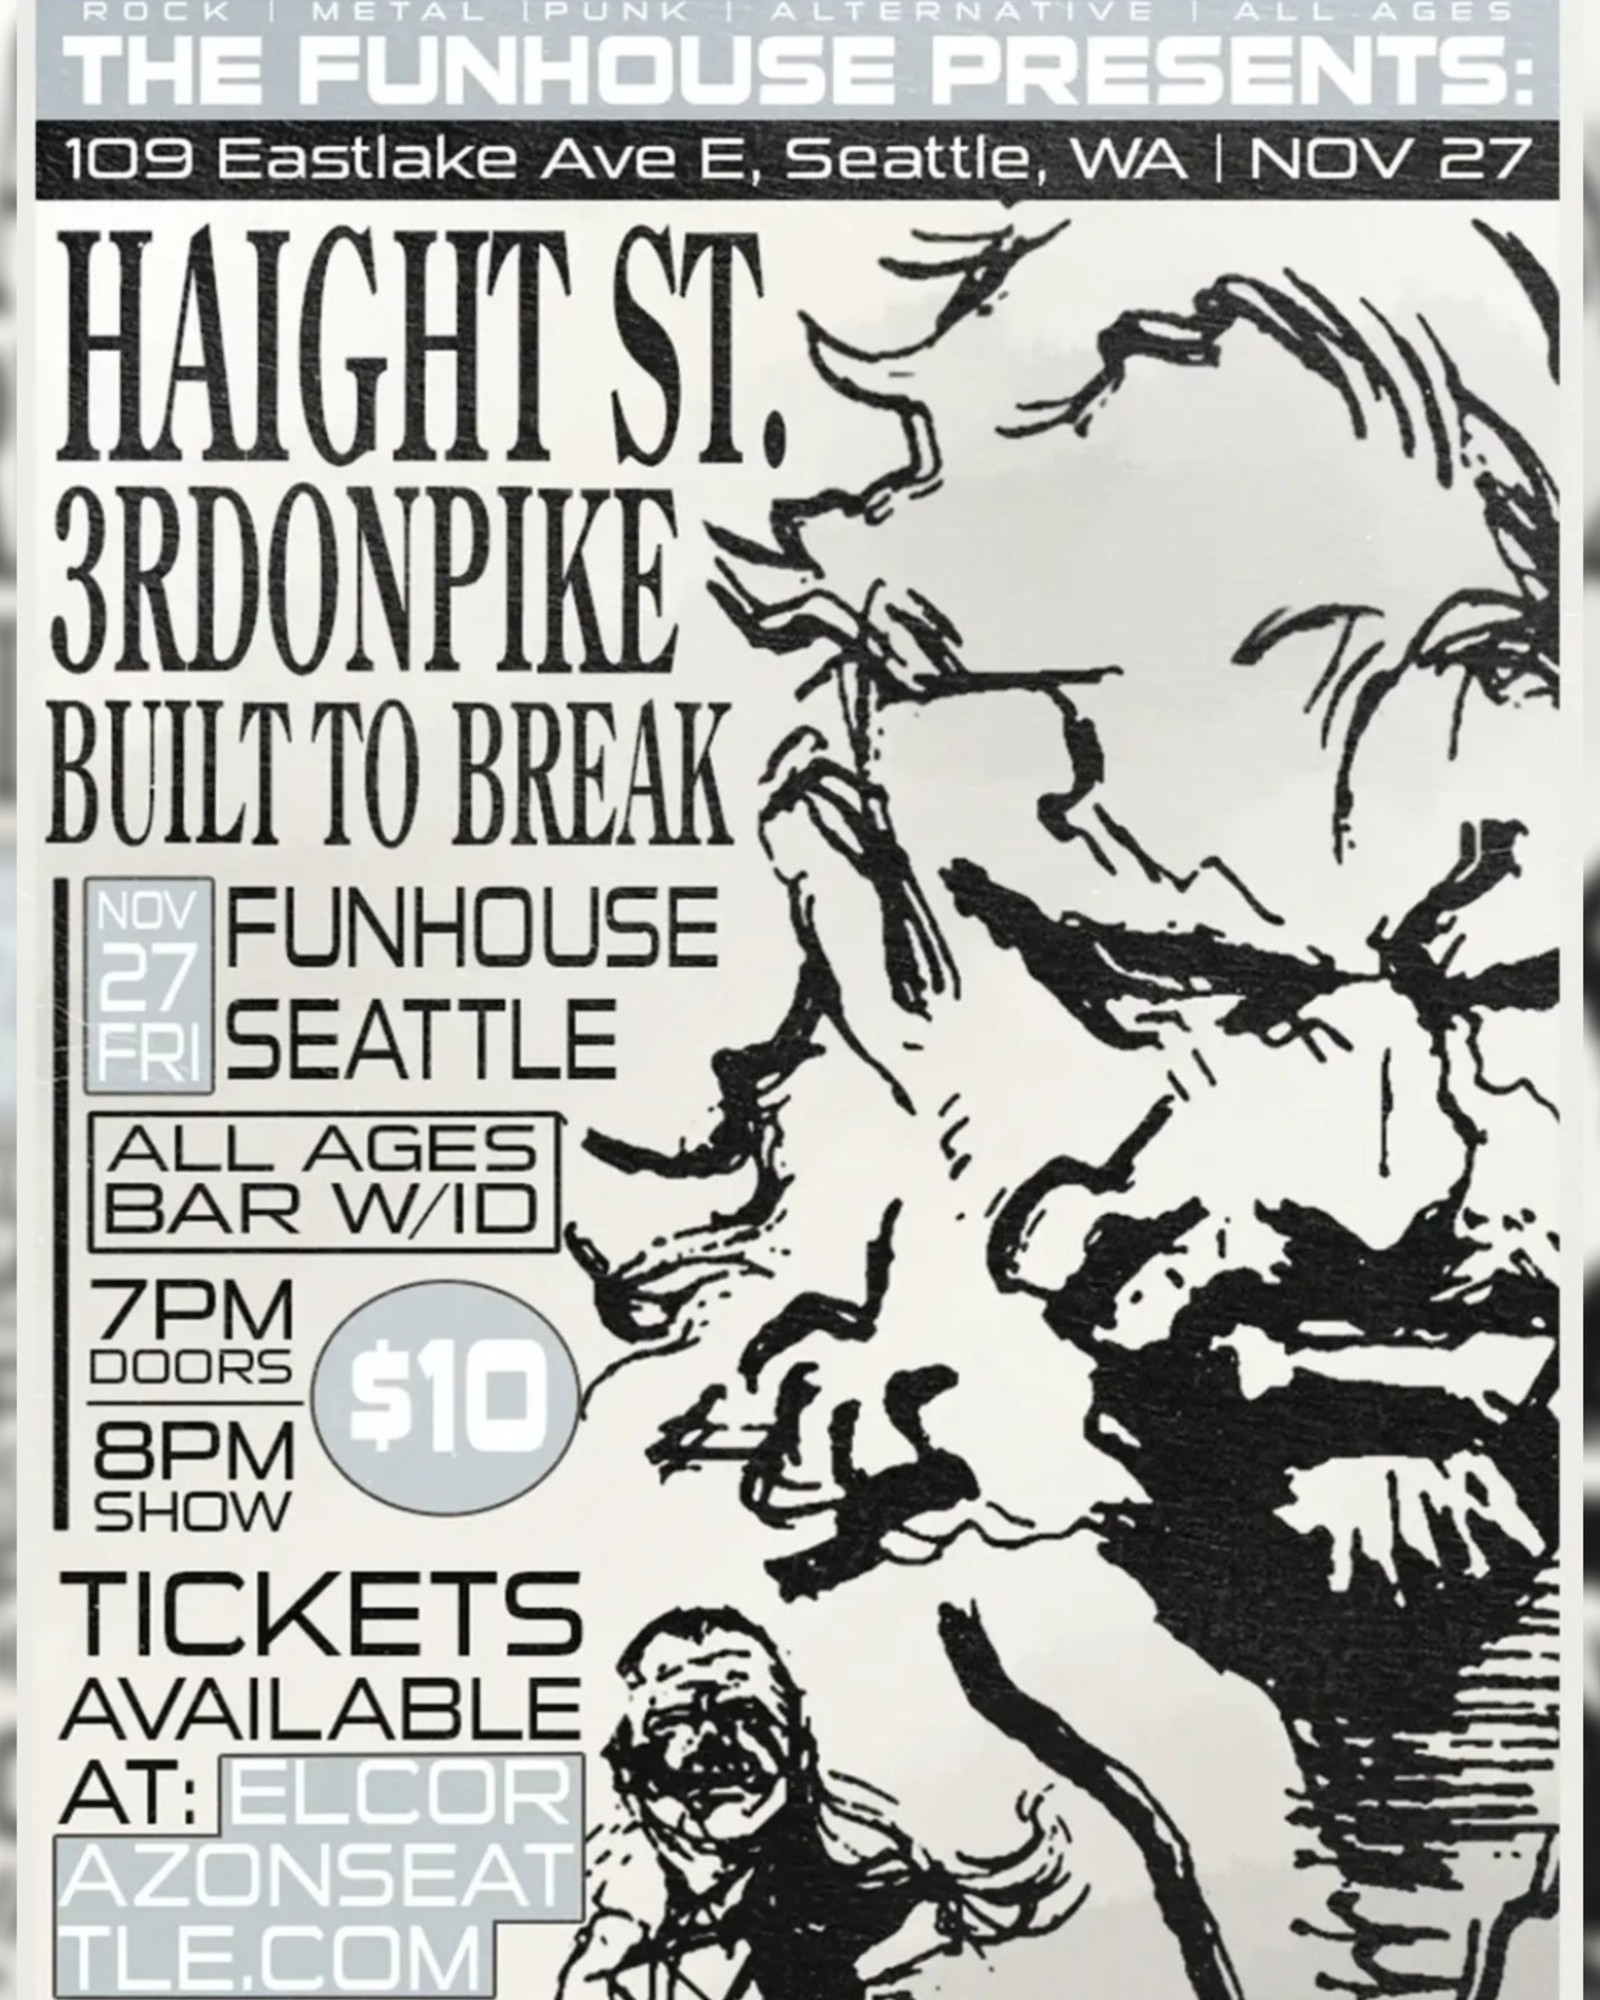 ROCK | METAL | PUNK | ALTERNATIVE | ALL AGES
THE FUNHOUSE PRESENTS:
109 Eastlake Ave E, Seattle, WA | NOV 27
HAIGHT ST.
3RDONPIKE
BUILT TO BREAK
NOV
27
FRI
FUNHOUSE
SEATTLE
ALL AGES
BAR W/ID
7PM
DOORS
8PM
SHOW
$10
TICKETS
AVAILABLE
AT: ELCOR
AZONSEAT
TLE.COM